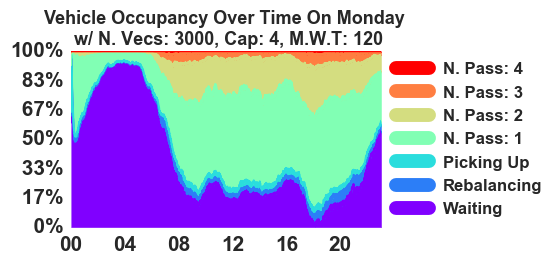 Vehicle Occupancy Over Time On Monday
w/ N. Vecs: 3000, Cap: 4, M.W.T: 120
100%
83%
67%
50%
33%
17%
0%
00 04 08 12 16 20
N. Pass: 4
N. Pass: 3
N. Pass: 2
N. Pass: 1
Picking Up
Rebalancing
Waiting